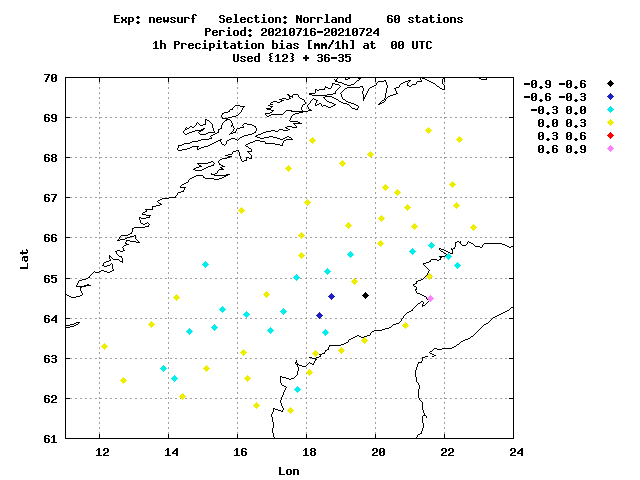 Exp: newsurf Selection: Norrland 60 stations
Period: 20210716-20210724
1h Precipitation bias [mm/1h] at 00 UTC
Used {12} + 36-35
-0.9 -0.6
-0.6 -0.3
-0.3 0.0
0.0 0.3
0.3 0.6
0.6 0.9
70
69
68
67
66
65
64
63
62
61
Lat
12 14 16 18 20 22 24
Lon